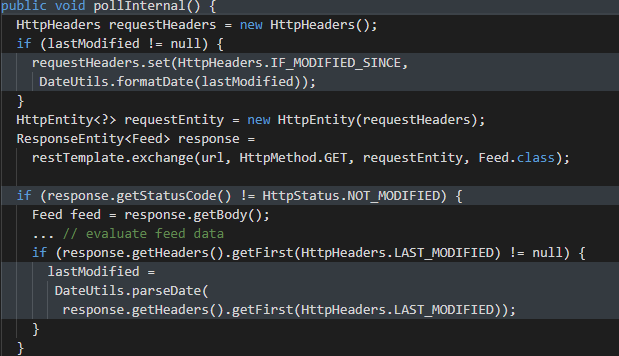 public void pollInternal() {
HttpHeaders requestHeaders = new HttpHeaders();
if (lastModified != null) {
requestHeaders.set(HttpHeaders.IF_MODIFIED_SINCE,
DateUtils.formatDate(lastModified));
}
HttpEntity<?> requestEntity = new HttpEntity(requestHeaders);
ResponseEntity<Feed> response =
restTemplate.exchange(url, HttpMethod.GET, requestEntity, Feed.class);
if (response.getStatusCode() != HttpStatus.NOT_MODIFIED) {
Feed feed = response.getBody();
... // evaluate feed data
if (response.getHeaders().getFirst(HttpHeaders.LAST_MODIFIED) != null) {
lastModified =
DateUtils.parseDate(
response.getHeaders().getFirst(HttpHeaders.LAST_MODIFIED));
}
}